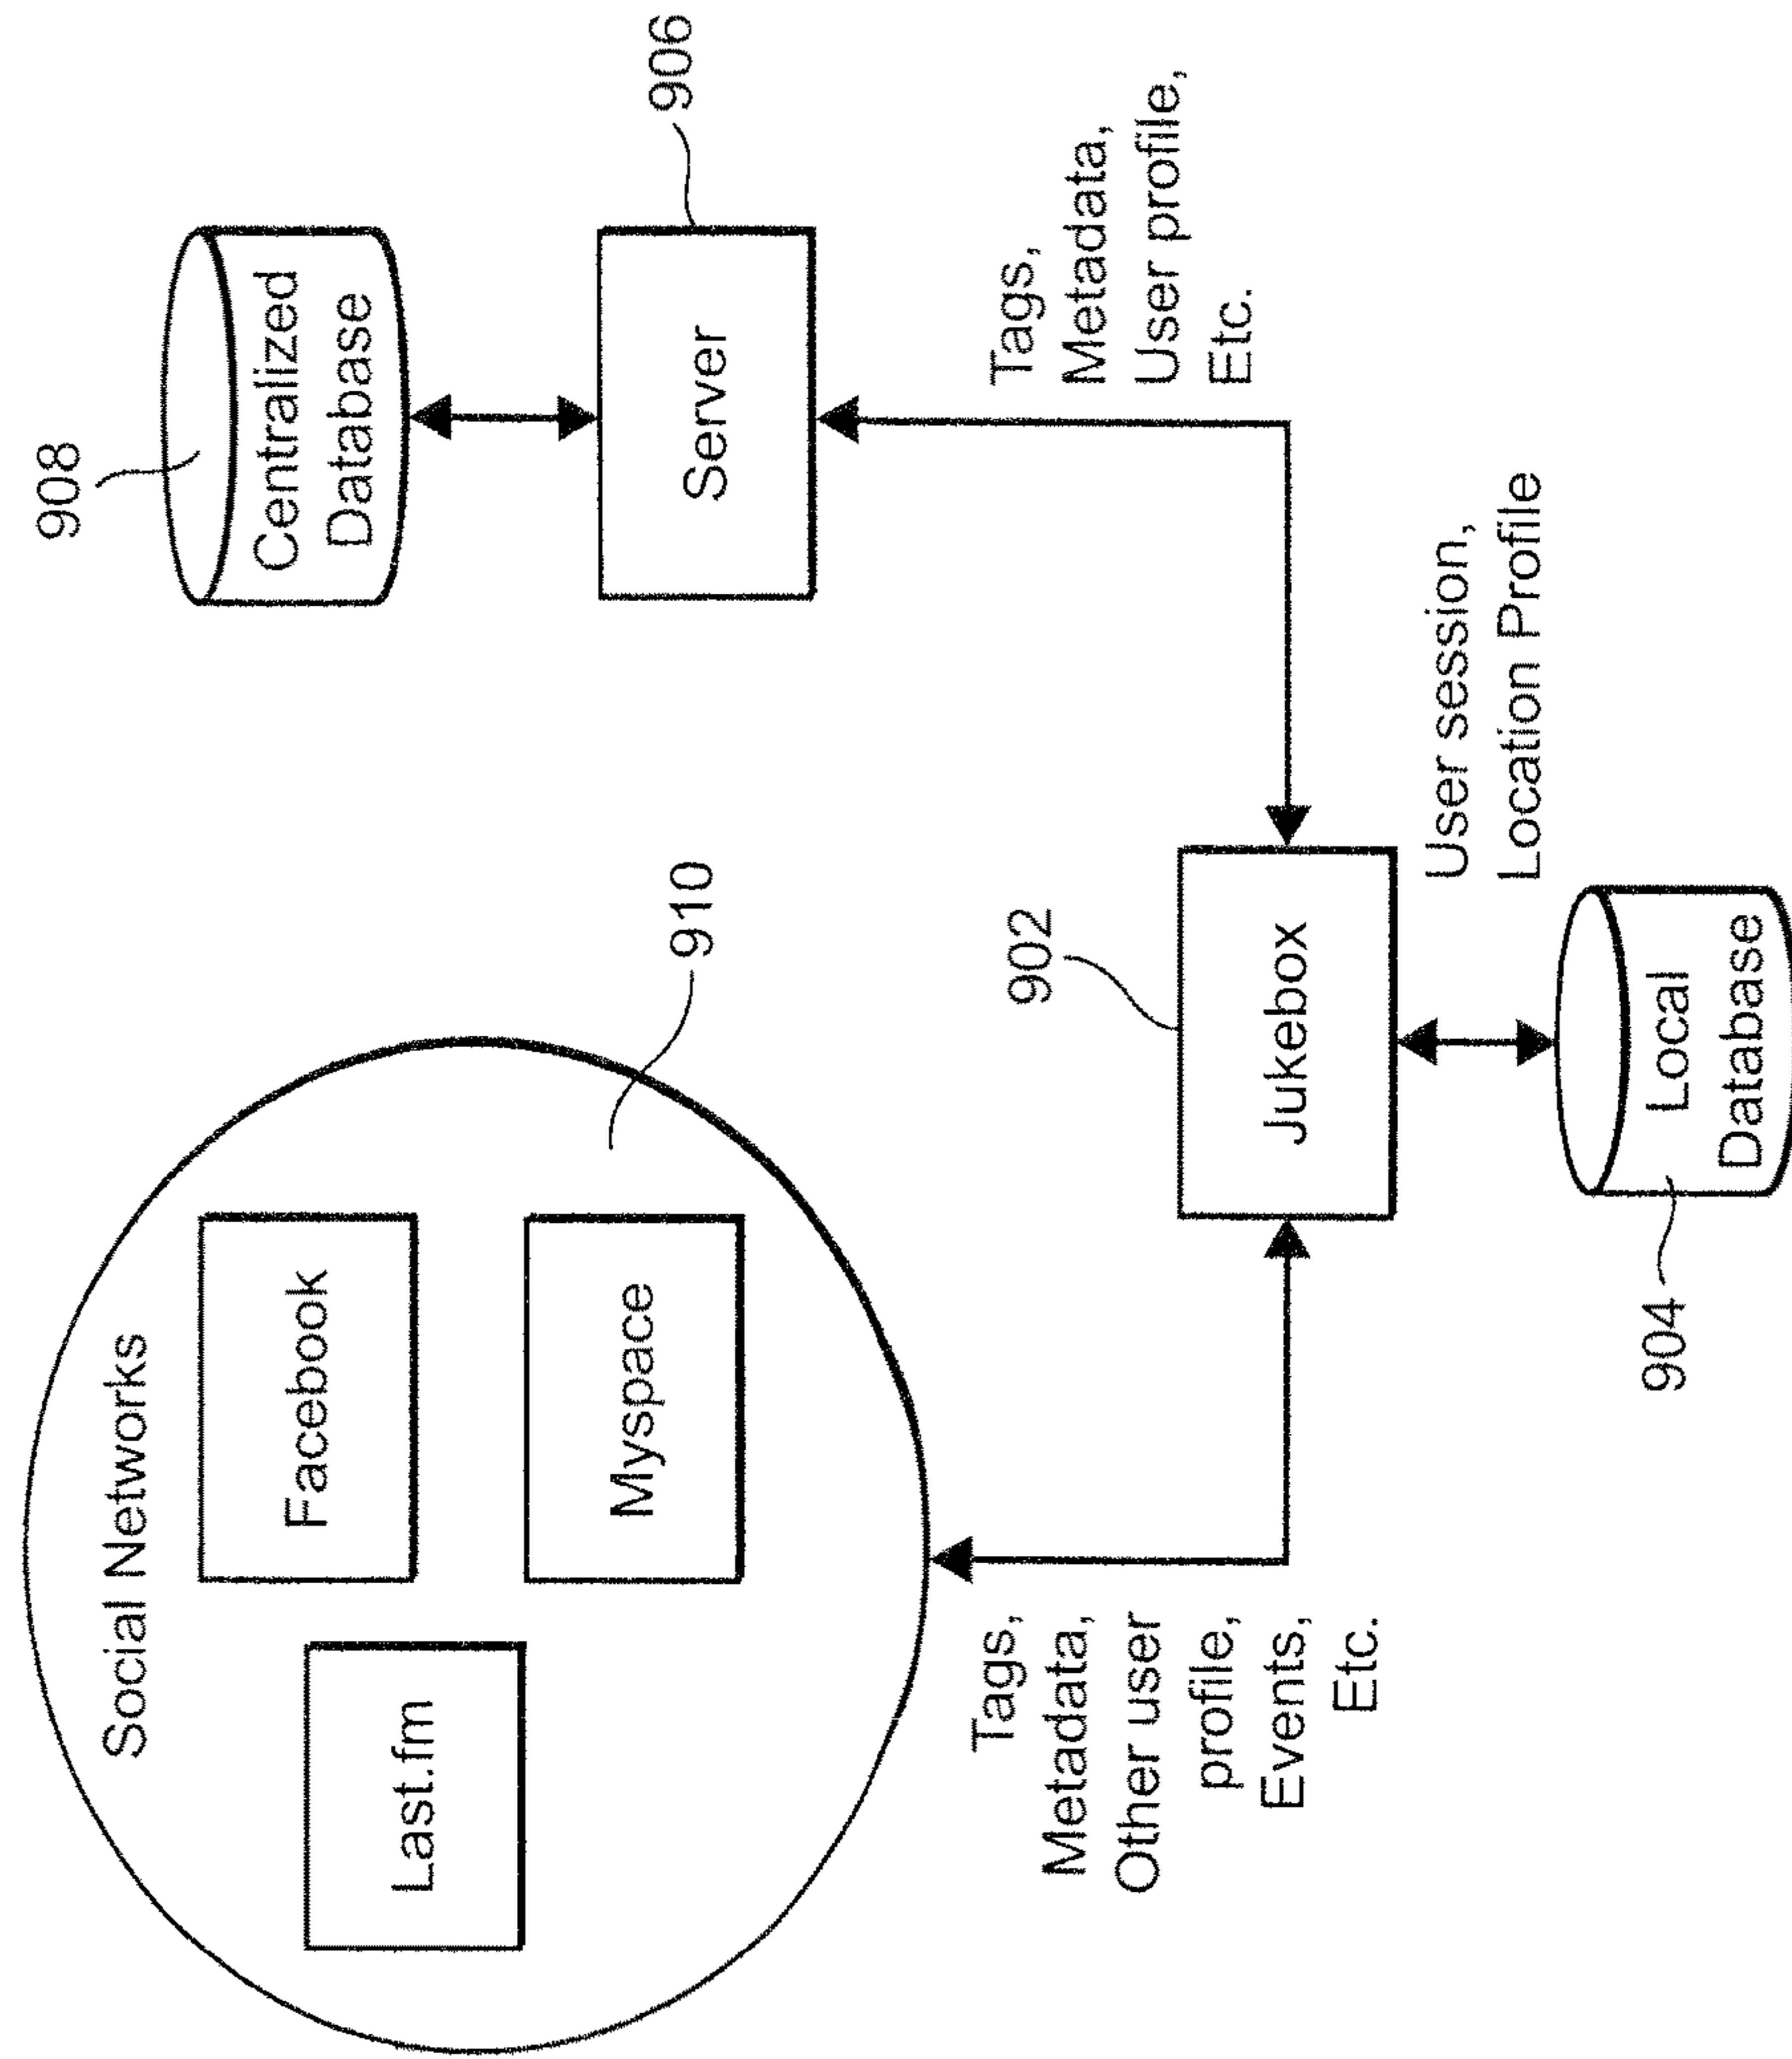 Social Networks
Last.fm
Facebook
Myspace
910
908
Centralized
Database
Server
906
Tags,
Metadata,
Other user
profile,
Events,
Etc.
Tags,
Metadata,
User profile,
Etc.
902
Jukebox
User session,
Location Profile
904
Local
Database